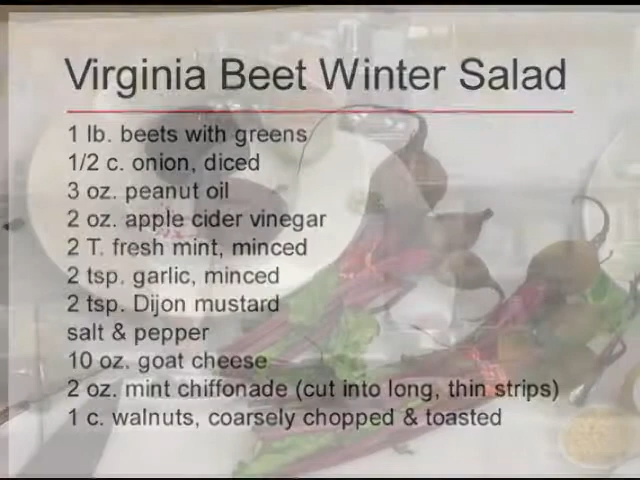 Virginia Beet Winter Salad
1 lb. beets with greens
1/2 c. onion, diced
3 oz. peanut oil
2 oz. apple cider vinegar
2 T. fresh mint, minced
2 tsp. garlic, minced
2 tsp. Dijon mustard
salt & pepper
10 oz. goat cheese
2 oz. mint chiffonade (cut into long, thin strips)
1 c. walnuts, coarsely chopped & toasted